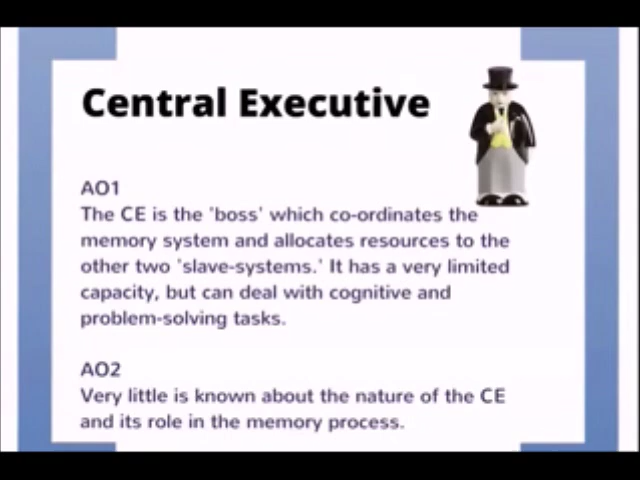 Central Executive
AO1
The CE is the 'boss' which co-ordinates the
memory system and allocates resources to the
other two 'slave-systems.' It has a very limited
capacity, but can deal with cognitive and
problem-solving tasks.
AO2
Very little is known about the nature of the CE
and its role in the memory process.